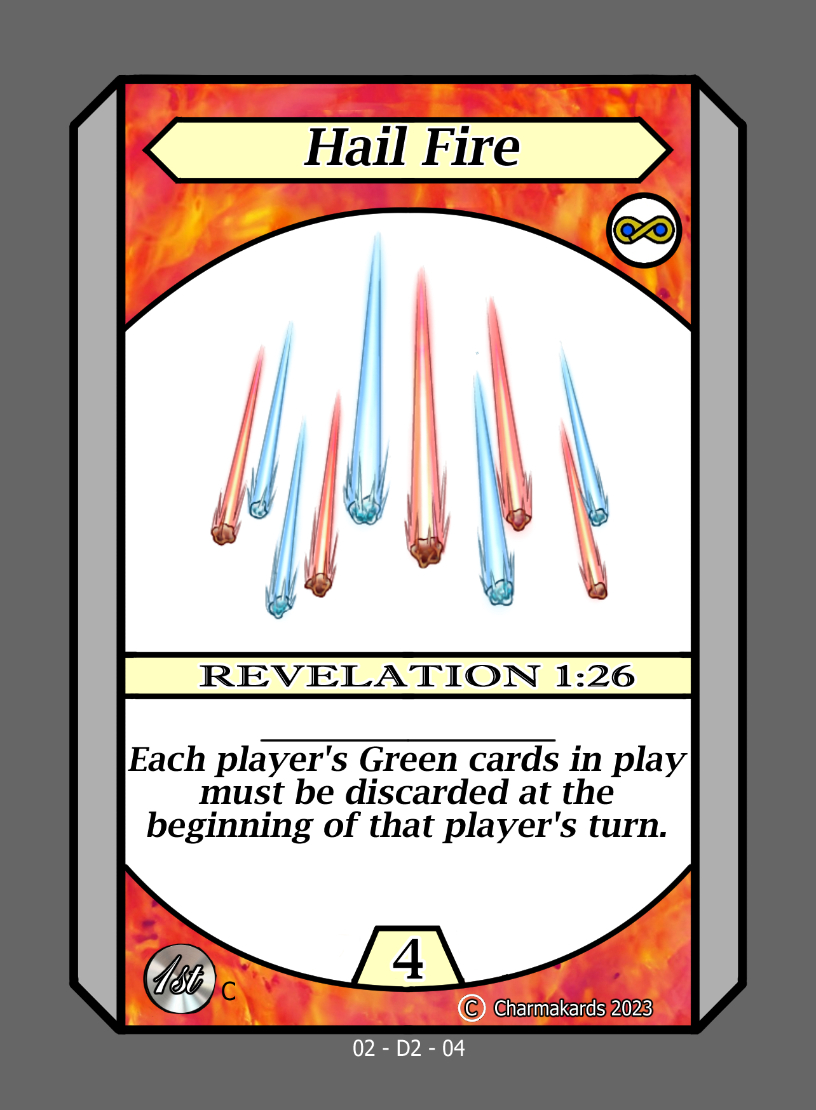 Hail Fire
REVELATION 1:26
Each player's Green cards in play
must be discarded at the
beginning of that player's turn.
4
1st C
© Charmakards 2023
02 - D2 - 04